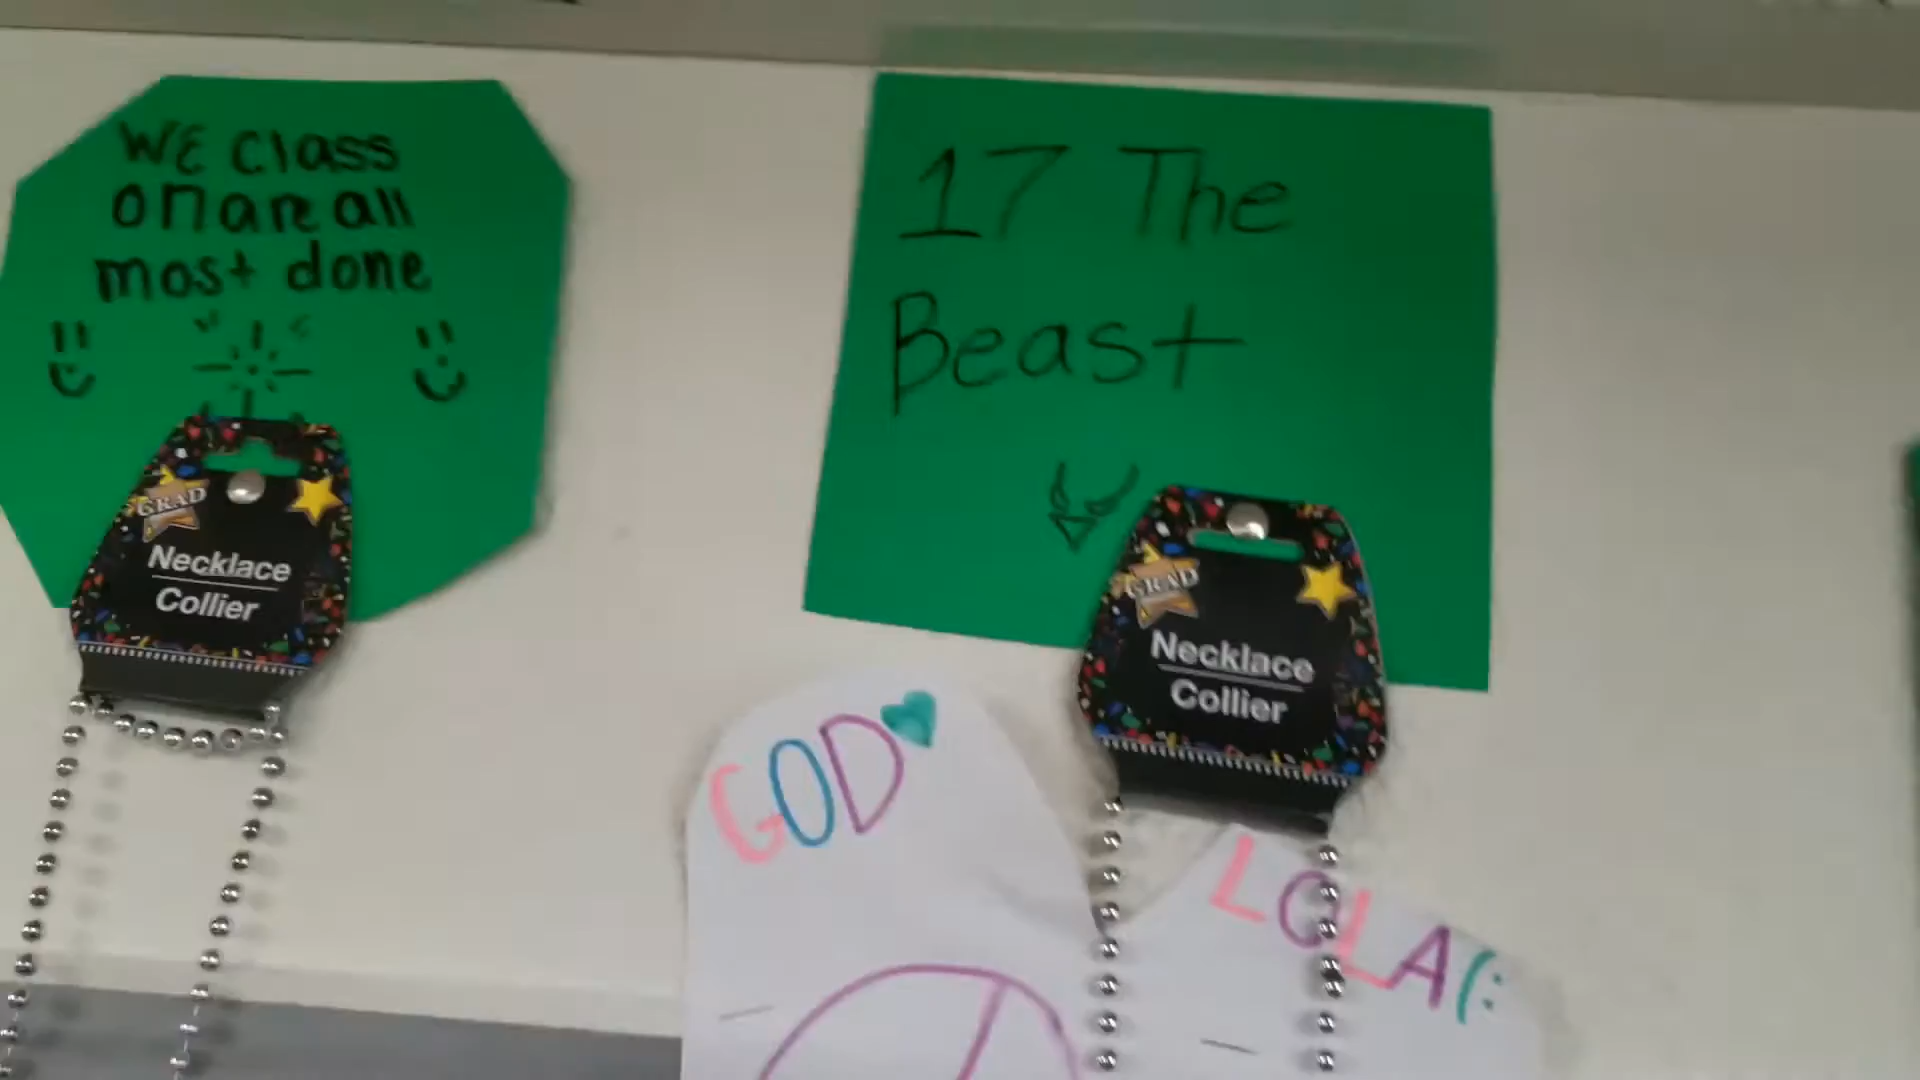 WE Class
on are all
most done
GRAD
Necklace
Collier
17 The
Beast
GRAD
Necklace
Collier
GOD
LOLA(: